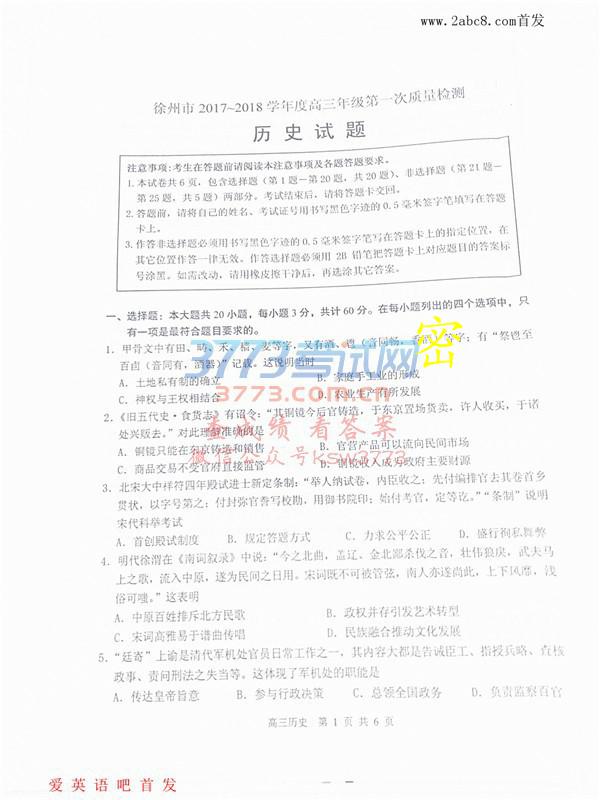 www.2abc8.com首发
徐州市 2017~2018 学年度高三年级第一次质量检测
历史试题
注意事项:考生在答题前请阅读本注意事项及各题答题要求。
1.本试卷共 6 页，包含选择题（第 1 题－第 20 题，共 20 题）、非选择题（第 21 题－
第 25 题，共 5 题）两部分。考试结束后，请将答题卡交回。
2.答题前，请将自己的姓名、考试证号用书写黑色字迹的 0.5 毫米签字笔填写在答题
卡上。
3.作答非选择题必须用书写黑色字迹的 0.5 毫米签字笔写在答题卡上的指定位置，在
其它位置作答一律无效。作答选择题必须用 2B 铅笔把答题卡上对应题目的答案标
号涂黑。如需改动，请用橡皮擦干净后，再选涂其它答案。
一、选择题：本大题共 20 小题，每小题 3 分，共计 60 分。在每小题列出的四个选项中，只
有一项是最符合题目要求的。
密
1. 甲骨文中有田、畴、禾、穑、麦等字，又有酒、鬯（音同畅，香酒）等字；有“祭鬯至
百卣（音同有，酒器）”记载。这说明当时
3773考试网
A．土地私有制的确立 B．家庭手工业的形成
C．神权与王权相结合 D．农业生产有所发展
3773.com.cn
2.《旧五代史·食货志》有诏令：“其铜镜今后官铸造，于东京置场货卖，许人收买，于诸
处兴贩去。”对此理解准确的是
查成绩 看答案
A．铜镜只能在东京铸造和销售 B．官营产品可以流向民间市场
微信公众号ksw3773
C．商品交易不受官府直接监管 D．铜镜收入成为政府主要财源
3．北宋大中祥符四年殿试进士新定条制：“举人纳试卷，内臣收之；先付编排官去其卷首乡
贯状，以字号第之；付封弥官誊写校勘，用御书院印；始付考官，定等讫。”“条制”说明
宋代科举考试
A．首创殿试制度 B．规定答题方式 C．力求公平公正 D．盛行徇私舞弊
4．明代徐渭在《南词叙录》中说：“今之北曲，盖辽、金北鄙杀伐之音，壮伟狼戾，武夫马
上之歌，流入中原，遂为民间之日用。宋词既不可被管弦，南人亦遂尚此，上下风靡，浅
俗可嗤。”这表明
A．中原百姓排斥北方民歌 B．政权并存引发艺术转型
C．宋词高雅易于谱曲传唱 D．民族融合推动文化发展
5．“廷寄”上谕是清代军机处官员日常工作之一，其内容大都是告诫臣工、指授兵略、查核
政事、责问刑法之失当等。这体现了军机处的职能是
A．传达皇帝旨意 B．参与行政决策 C．总领全国政务 D．负责监察百官
高三历史 第 1 页 共 6 页
爱英语吧首发